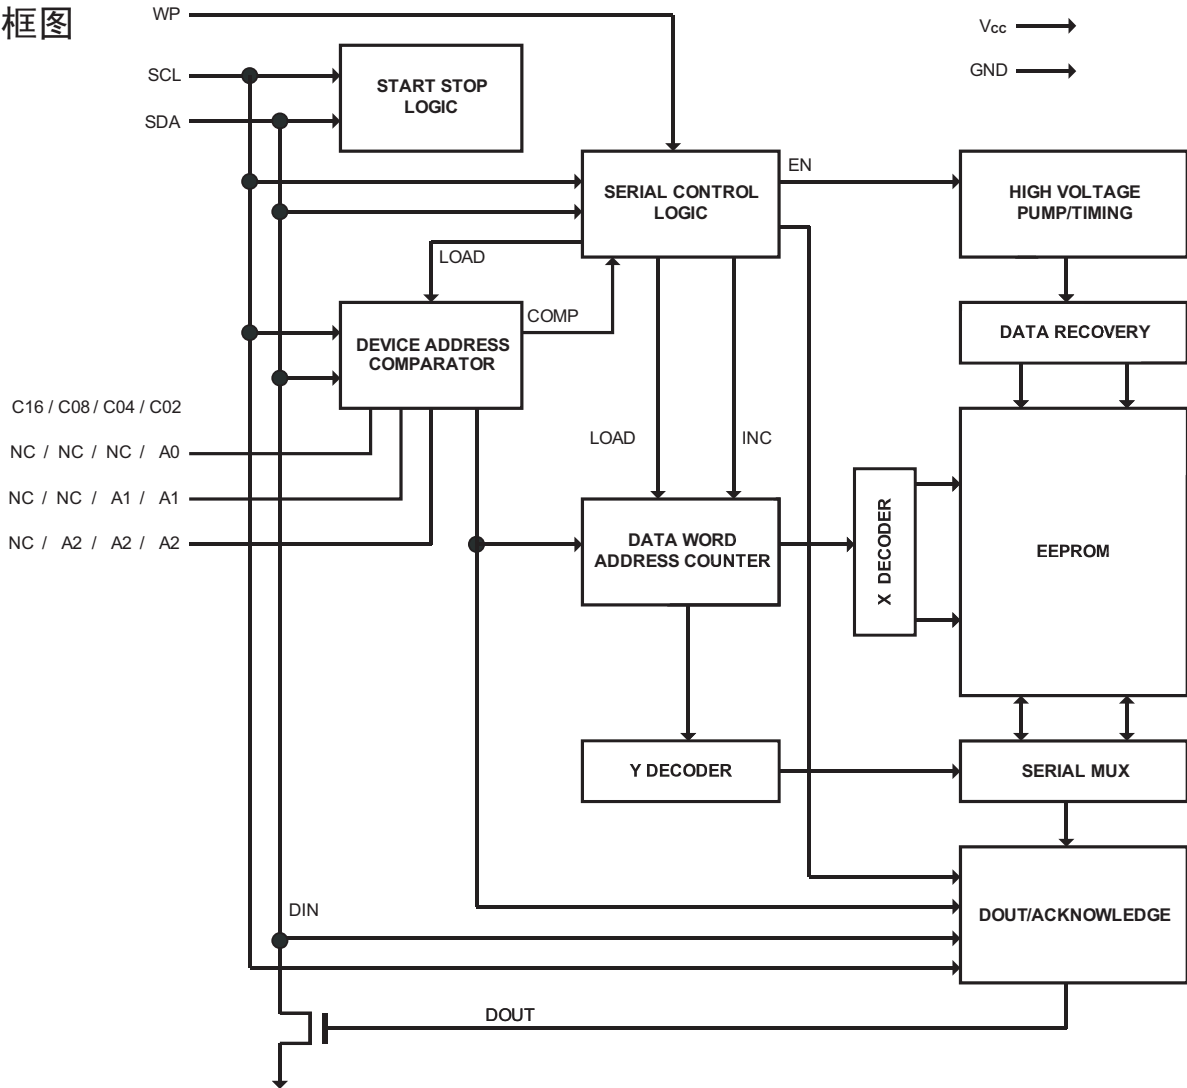 框图
WP
Vcc
SCL
START STOP
LOGIC
GND
SDA
SERIAL CONTROL
LOGIC
EN
HIGH VOLTAGE
PUMP/TIMING
LOAD
COMP
DEVICE ADDRESS
COMPARATOR
DATA RECOVERY
C16 / C08 / C04 / C02
NC / NC / NC / A0
LOAD
INC
NC / NC / A1 / A1
NC / A2 / A2 / A2
DATA WORD
ADDRESS COUNTER
X DECODER
EEPROM
Y DECODER
SERIAL MUX
DIN
DOUT/ACKNOWLEDGE
DOUT